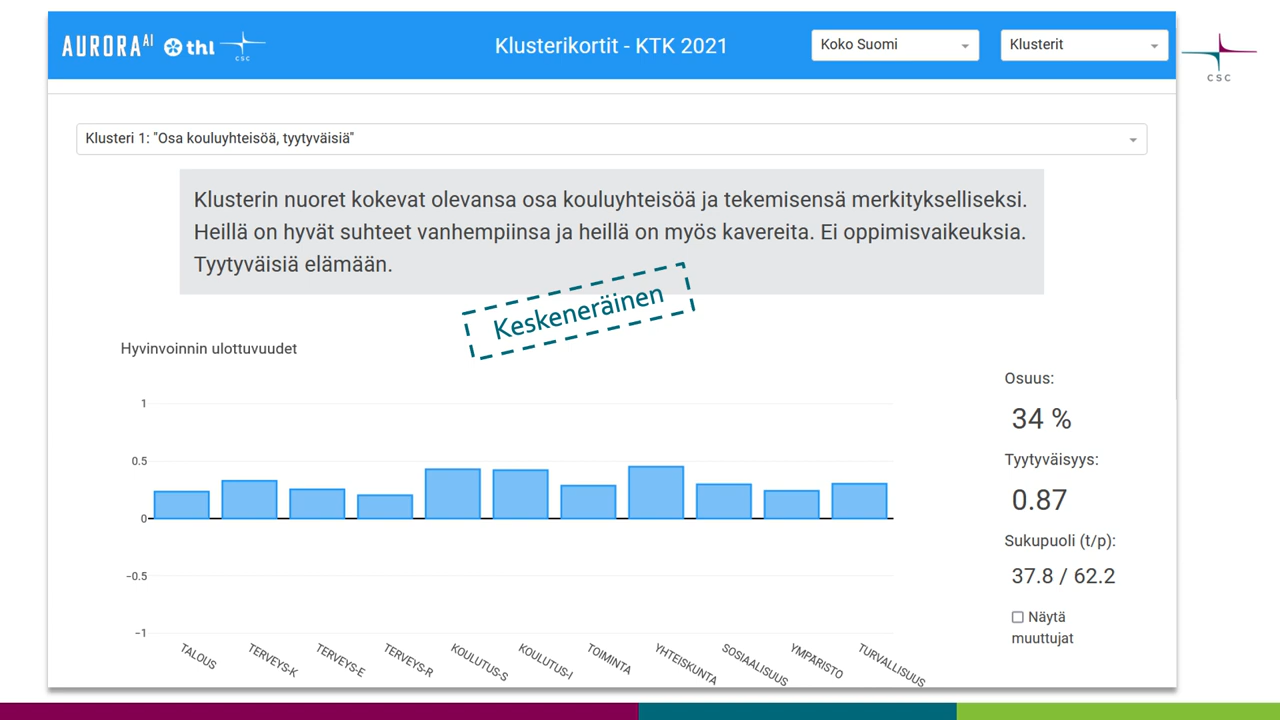 AURORA AI thl CSC
Klusterikortit - KTK 2021
Koko Suomi
Klusterit
CSC
Klusteri 1: "Osa kouluyhteisöä, tyytyväisiä"
Klusterin nuoret kokevat olevansa osa kouluyhteisöä ja tekemisensä merkitykselliseksi.
Heillä on hyvät suhteet vanhempiinsa ja heillä on myös kavereita. Ei oppimisvaikeuksia.
Tyytyväisiä elämään.
Keskeneräinen
Hyvinvoinnin ulottuvuudet
1
0.5
0
−0.5
−1
TALOUS
TERVEYS-K
TERVEYS-E
TERVEYS-R
KOULUTUS-S
KOULUTUS-I
TOIMINTA
YHTEISKUNTA
SOSIAALISUUS
YMPÄRISTO
TURVALLISUUS
Osuus:
34 %
Tyytyväisyys:
0.87
Sukupuoli (t/p):
37.8 / 62.2
Näytä
muuttujat